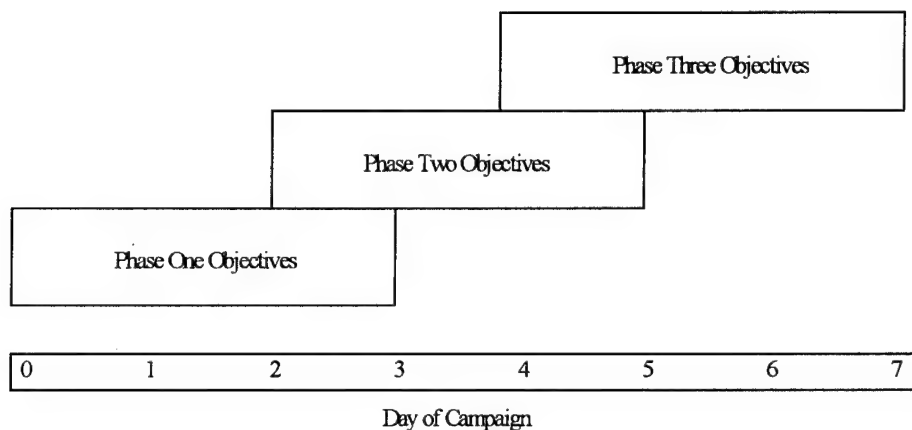 Phase Three Objectives
Phase Two Objectives
Phase One Objectives
0 1 2 3 4 5 6 7
Day of Campaign